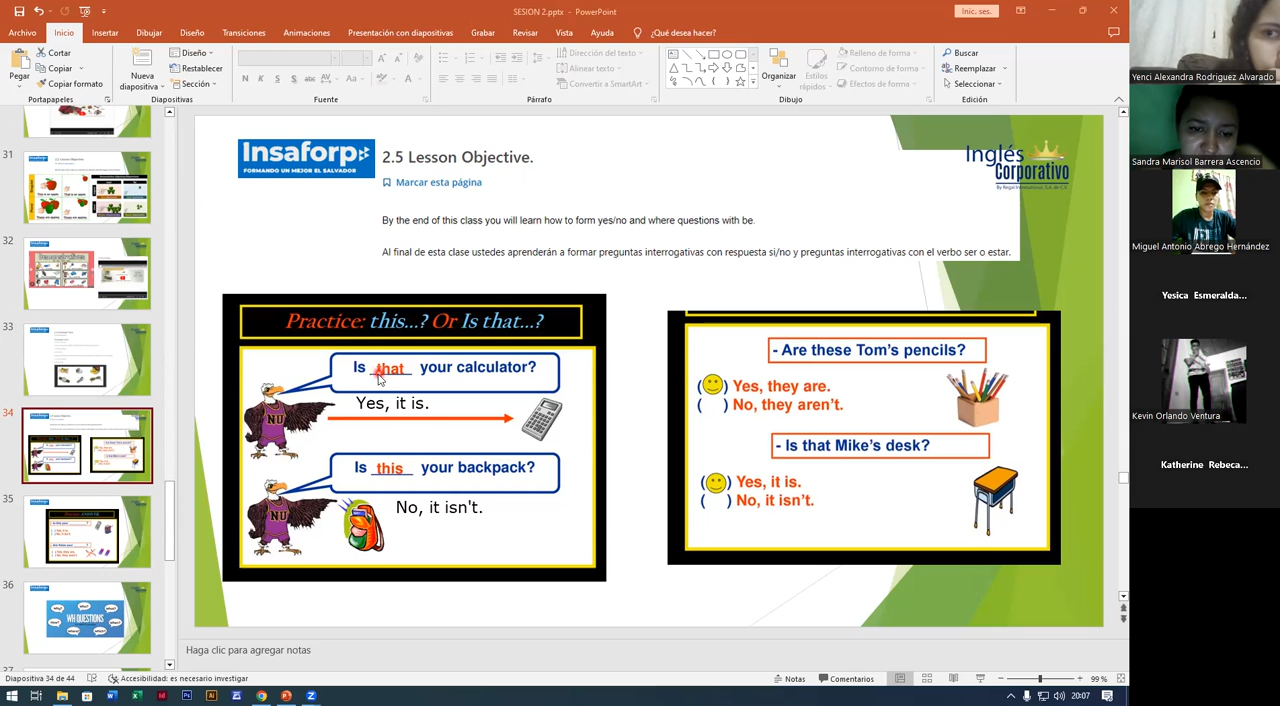 SESION 2.pptx - PowerPoint
Inic. ses.
Archivo Inicio Insertar Dibujar Diseño Transiciones Animaciones Presentación con diapositivas Grabar Revisar Vista Ayuda ¿Qué desea hacer?
Pegar
Cortar
Copiar
Copiar formato
Portapapeles
Nueva diapositiva
Diseño
Restablecer
Sección
Diapositivas
N K S S abc AV Aa A
Fuente
Dirección del texto
Alinear texto
Convertir a SmartArt
Párrafo
Organizar
Estilos rápidos
Relleno de forma
Contorno de forma
Efectos de forma
Dibujo
Buscar
Reemplazar
Seleccionar
Edición
31
32
33
34
35
36
WH QUESTIONS
37
Insaforp
FORMANDO UN MEJOR EL SALVADOR
2.5 Lesson Objective.
Marcar esta página
Inglés
Corporativo
By Regal International, S.A. de C.V
By the end of this class you will learn how to form yes/no and where questions with be.
Al final de esta clase ustedes aprenderán a formar preguntas interrogativas con respuesta si/no y preguntas interrogativas con el verbo ser o estar.
Practice: this...? Or Is that...?
Is that your calculator?
Yes, it is.
NU
Is this your backpack?
No, it isn't.
NU
- Are these Tom's pencils?
( ) Yes, they are.
( ) No, they aren't.
- Is that Mike's desk?
( ) Yes, it is.
( ) No, it isn't.
Haga clic para agregar notas
Diapositiva 34 de 44
Accesibilidad: es necesario investigar
Notas
Comentarios
99 %
20:07
Yenci Alexandra Rodriguez Alvarado
Sandra Marisol Barrera Ascencio
Miguel Antonio Abrego Hernández
Yesica Esmeralda...
Kevin Orlando Ventura
Katherine Rebeca...